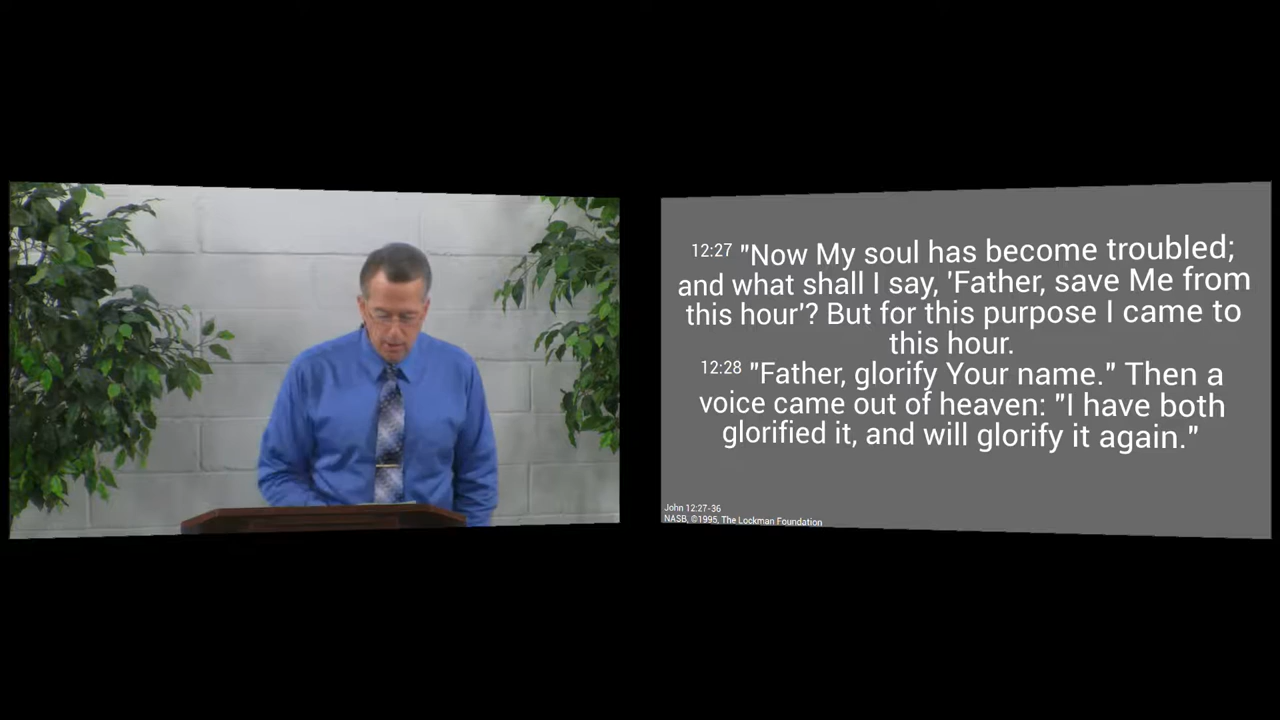 12:27 "Now My soul has become troubled;
and what shall I say, 'Father, save Me from
this hour'? But for this purpose I came to
this hour.
12:28 "Father, glorify Your name." Then a
voice came out of heaven: "I have both
glorified it, and will glorify it again."
John 12:27-36
NASB, ©1995, The Lockman Foundation